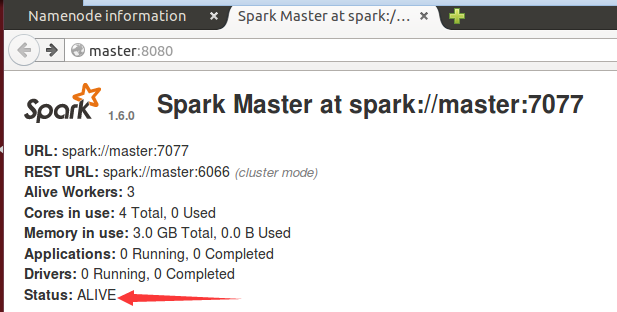 Namenode information
Spark Master at spark:/...
master:8080
Spark 1.6.0 Spark Master at spark://master:7077
URL: spark://master:7077
REST URL: spark://master:6066 (cluster mode)
Alive Workers: 3
Cores in use: 4 Total, 0 Used
Memory in use: 3.0 GB Total, 0.0 B Used
Applications: 0 Running, 0 Completed
Drivers: 0 Running, 0 Completed
Status: ALIVE